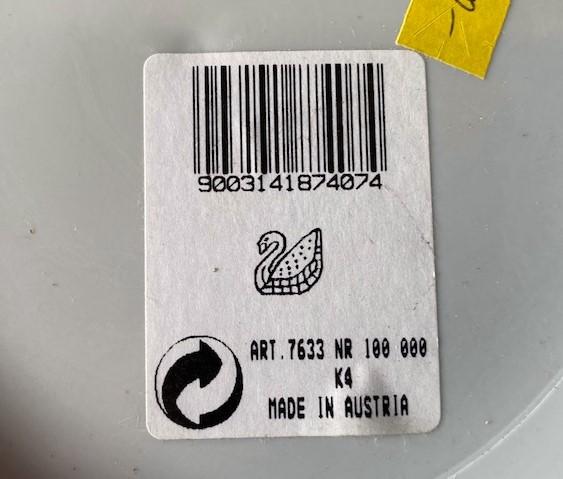 9003141874074
ART.7633 NR 100 000
K4
MADE IN AUSTRIA